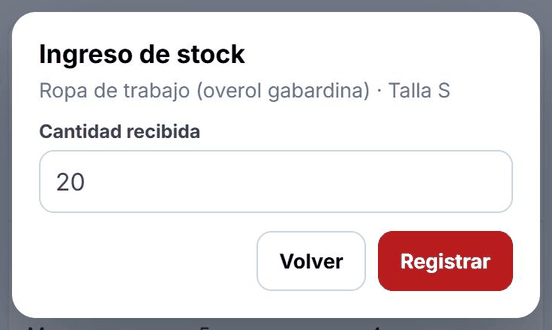 Ingreso de stock
Ropa de trabajo (overol gabardina) · Talla S
Cantidad recibida
20
Volver
Registrar